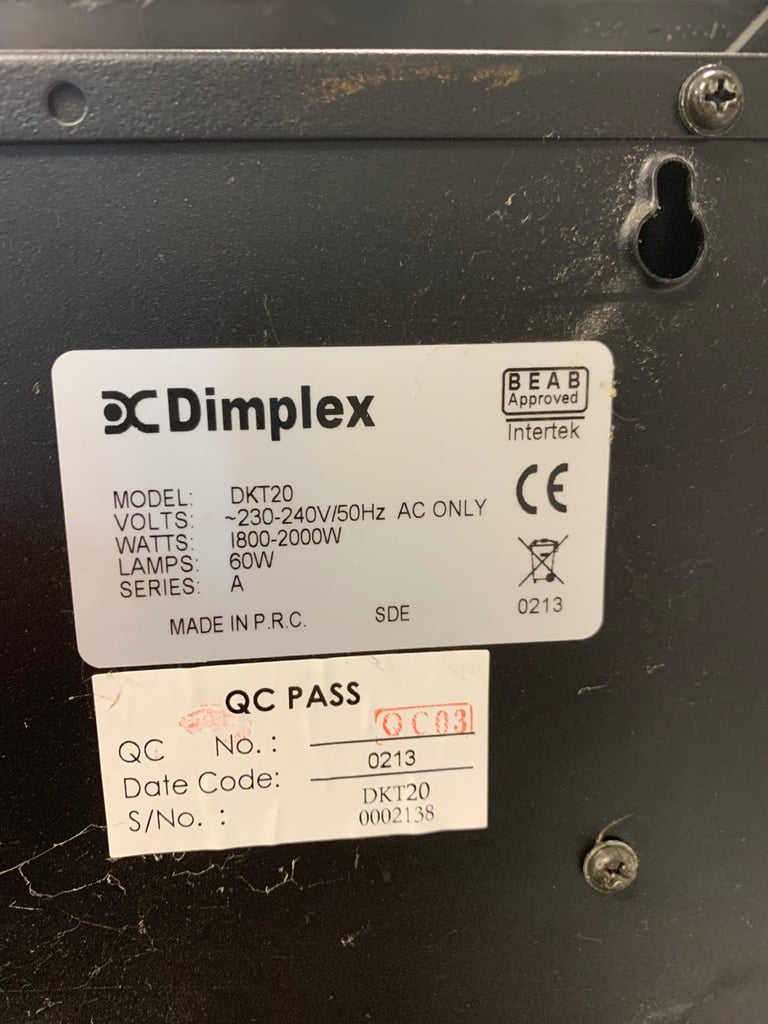 Dimplex
BEAB
Approved
Intertek
CE
MODEL: DKT20
VOLTS: ~230-240V/50Hz AC ONLY
WATTS: 1800-2000W
LAMPS: 60W
SERIES: A
MADE IN P.R.C. SDE
0213
QC PASS
QC No. : QC03
Date Code: 0213
S/No. : DKT20
0002138